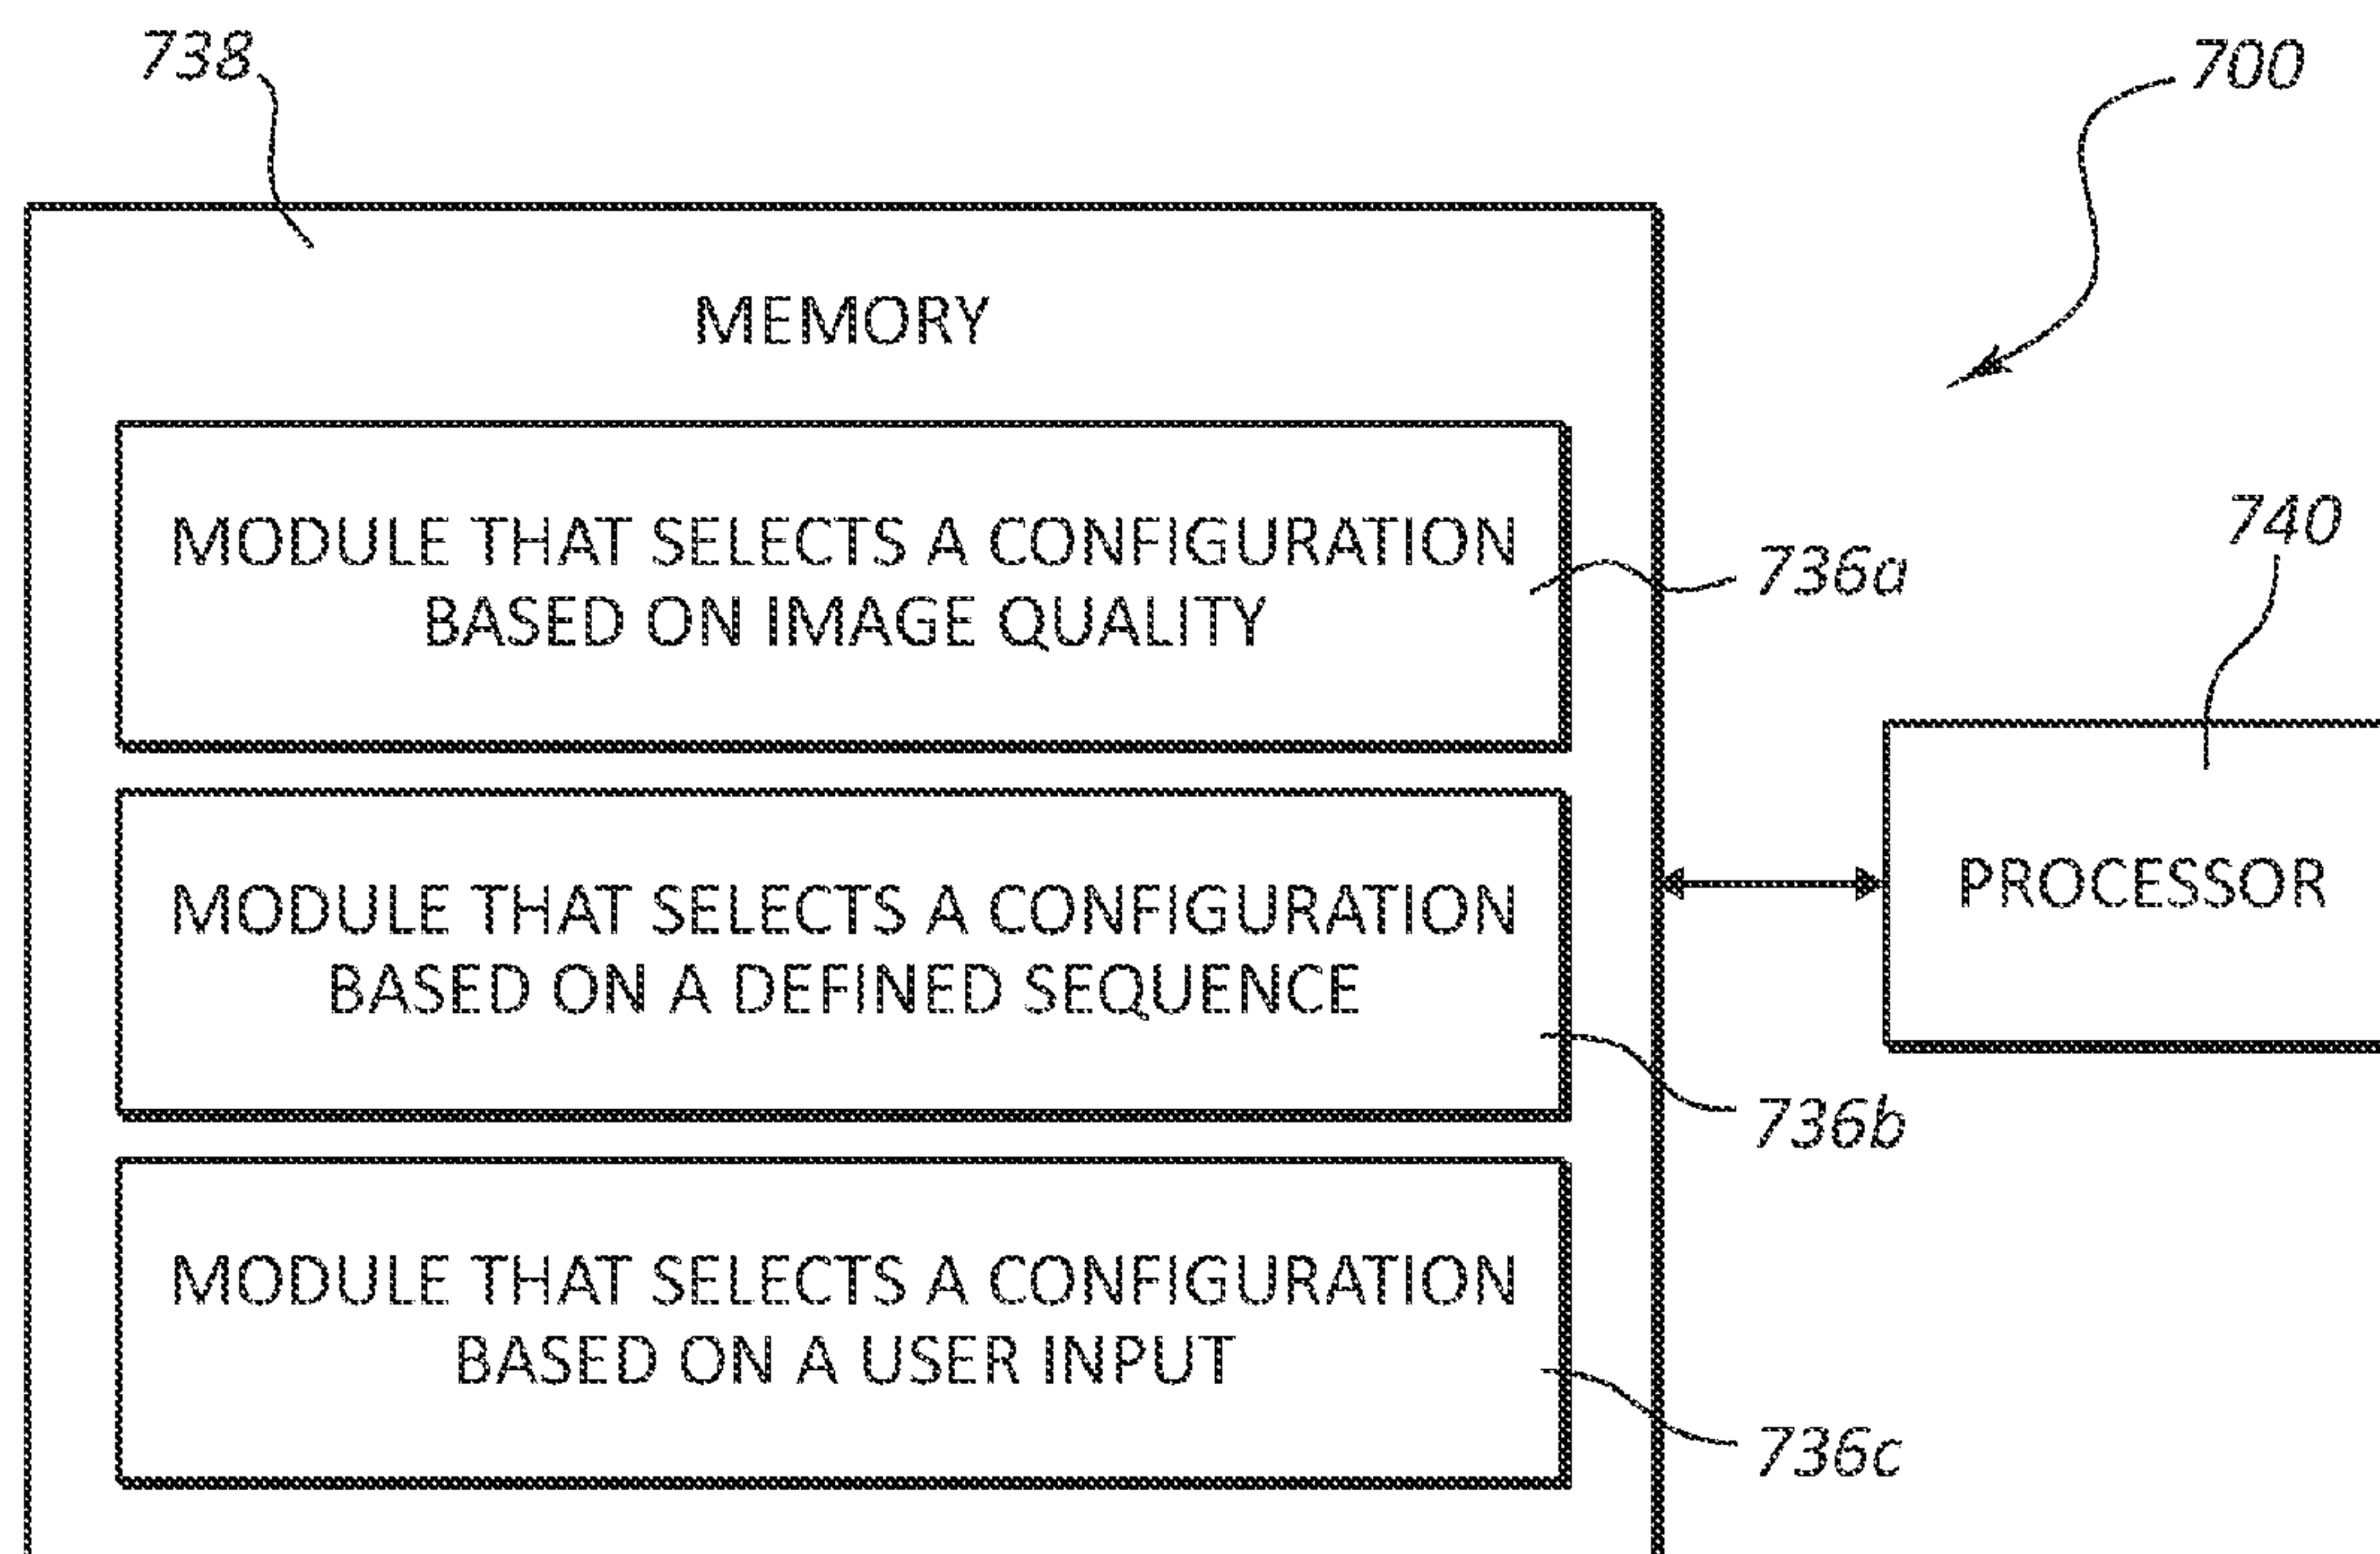 738
700
MEMORY
MODULE THAT SELECTS A CONFIGURATION
BASED ON IMAGE QUALITY
736a
740
MODULE THAT SELECTS A CONFIGURATION
BASED ON A DEFINED SEQUENCE
736b
PROCESSOR
MODULE THAT SELECTS A CONFIGURATION
BASED ON A USER INPUT
736c